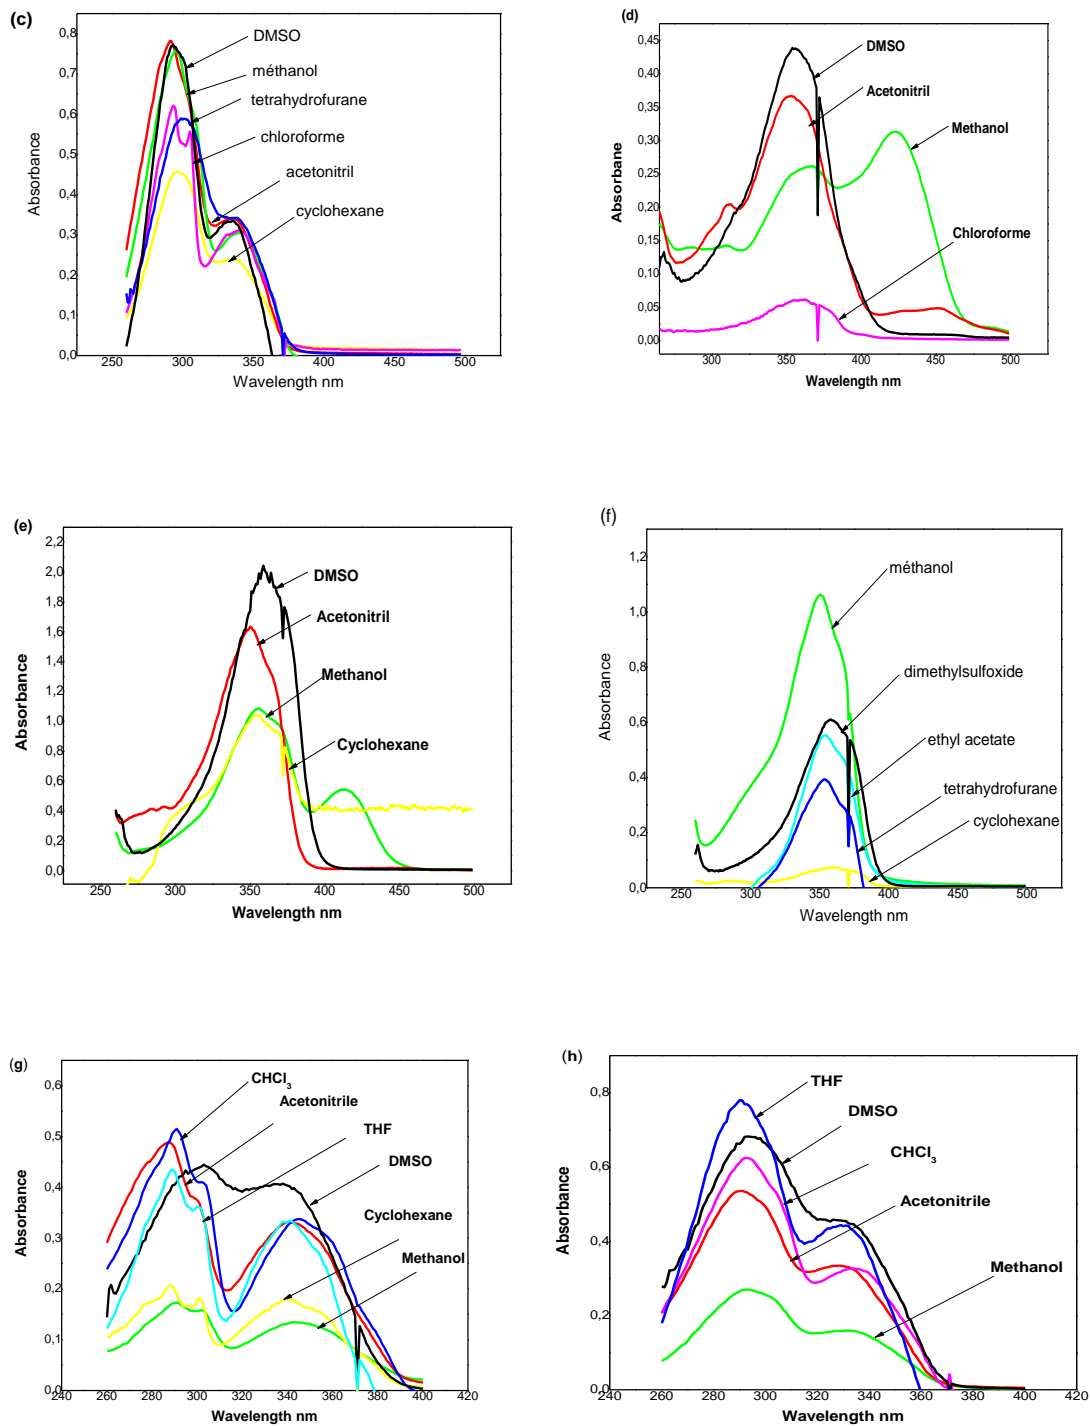 (c)
0,8
0,7
0,6
0,5
0,4
0,3
0,2
0,1
0,0
Absorbance
DMSO
méthanol
tetrahydrofurane
chloroforme
acetonitril
cyclohexane
250 300 350 400 450 500
Wavelength nm
(d)
0,45
0,40
0,35
0,30
0,25
0,20
0,15
0,10
0,05
0,00
Absorbane
DMSO
Acetonitril
Methanol
Chloroforme
300 350 400 450 500
Wavelength nm
(e)
2,2
2,0
1,8
1,6
1,4
1,2
1,0
0,8
0,6
0,4
0,2
0,0
Absorbance
DMSO
Acetonitril
Methanol
Cyclohexane
250 300 350 400 450 500
Wavelength nm
(f)
1,2
1,0
0,8
0,6
0,4
0,2
0,0
Absorbance
méthanol
dimethylsulfoxide
ethyl acetate
tetrahydrofurane
cyclohexane
250 300 350 400 450 500
Wavelength nm
(g)
0,6
0,5
0,4
0,3
0,2
0,1
0,0
Absorbance
CHCl3
Acetonitrile
THF
DMSO
Cyclohexane
Methanol
240 260 280 300 320 340 360 380 400 420
Wavelength nm
(h)
0,8
0,6
0,4
0,2
0,0
Absorbance
THF
DMSO
CHCl3
Acetonitrile
Methanol
240 260 280 300 320 340 360 380 400 420
Wavelength nm